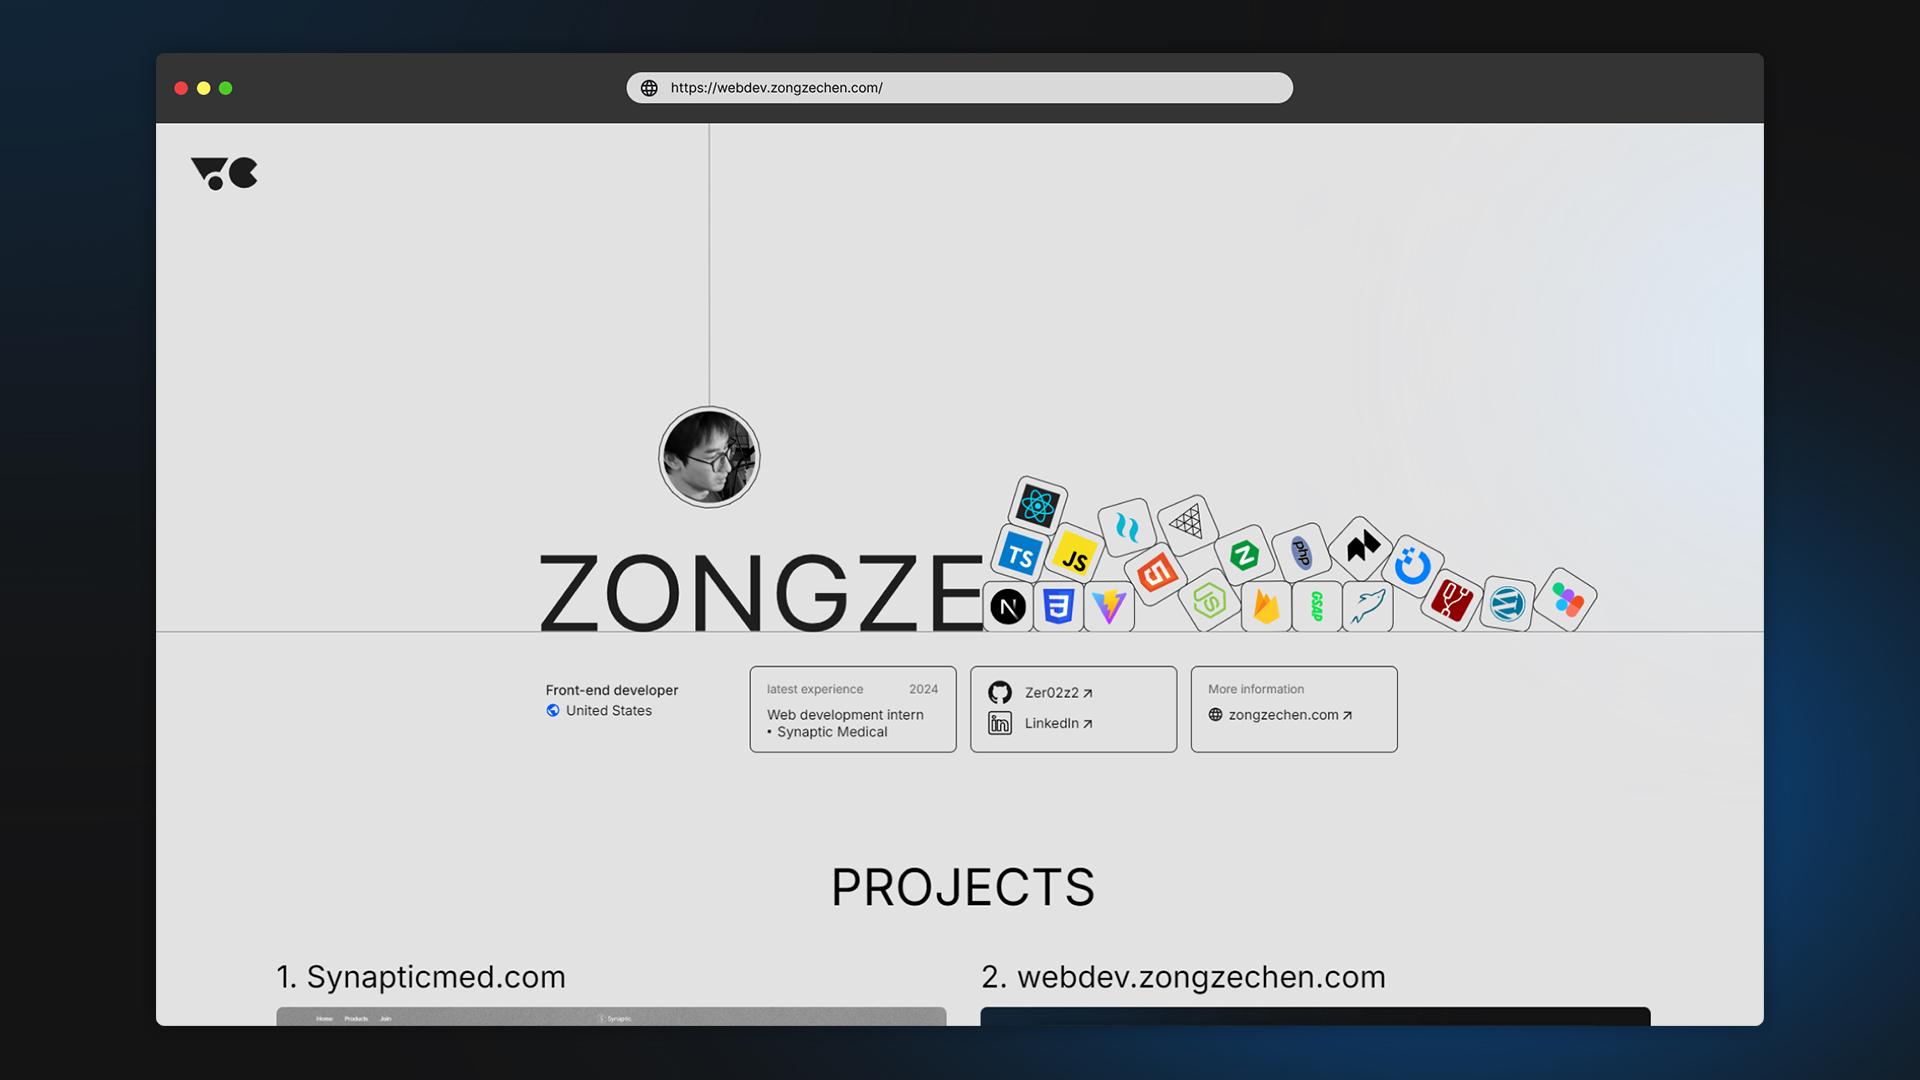 https://webdev.zongzechen.com/
TS
JS
php
N
N
JS
GSAP
ZONGZE
Front-end developer
United States
latest experience 2024
Web development intern
• Synaptic Medical
Zer02z2
LinkedIn
in
More information
zongzechen.com
PROJECTS
1. Synapticmed.com
2. webdev.zongzechen.com
Home Products Join
Synaptic.